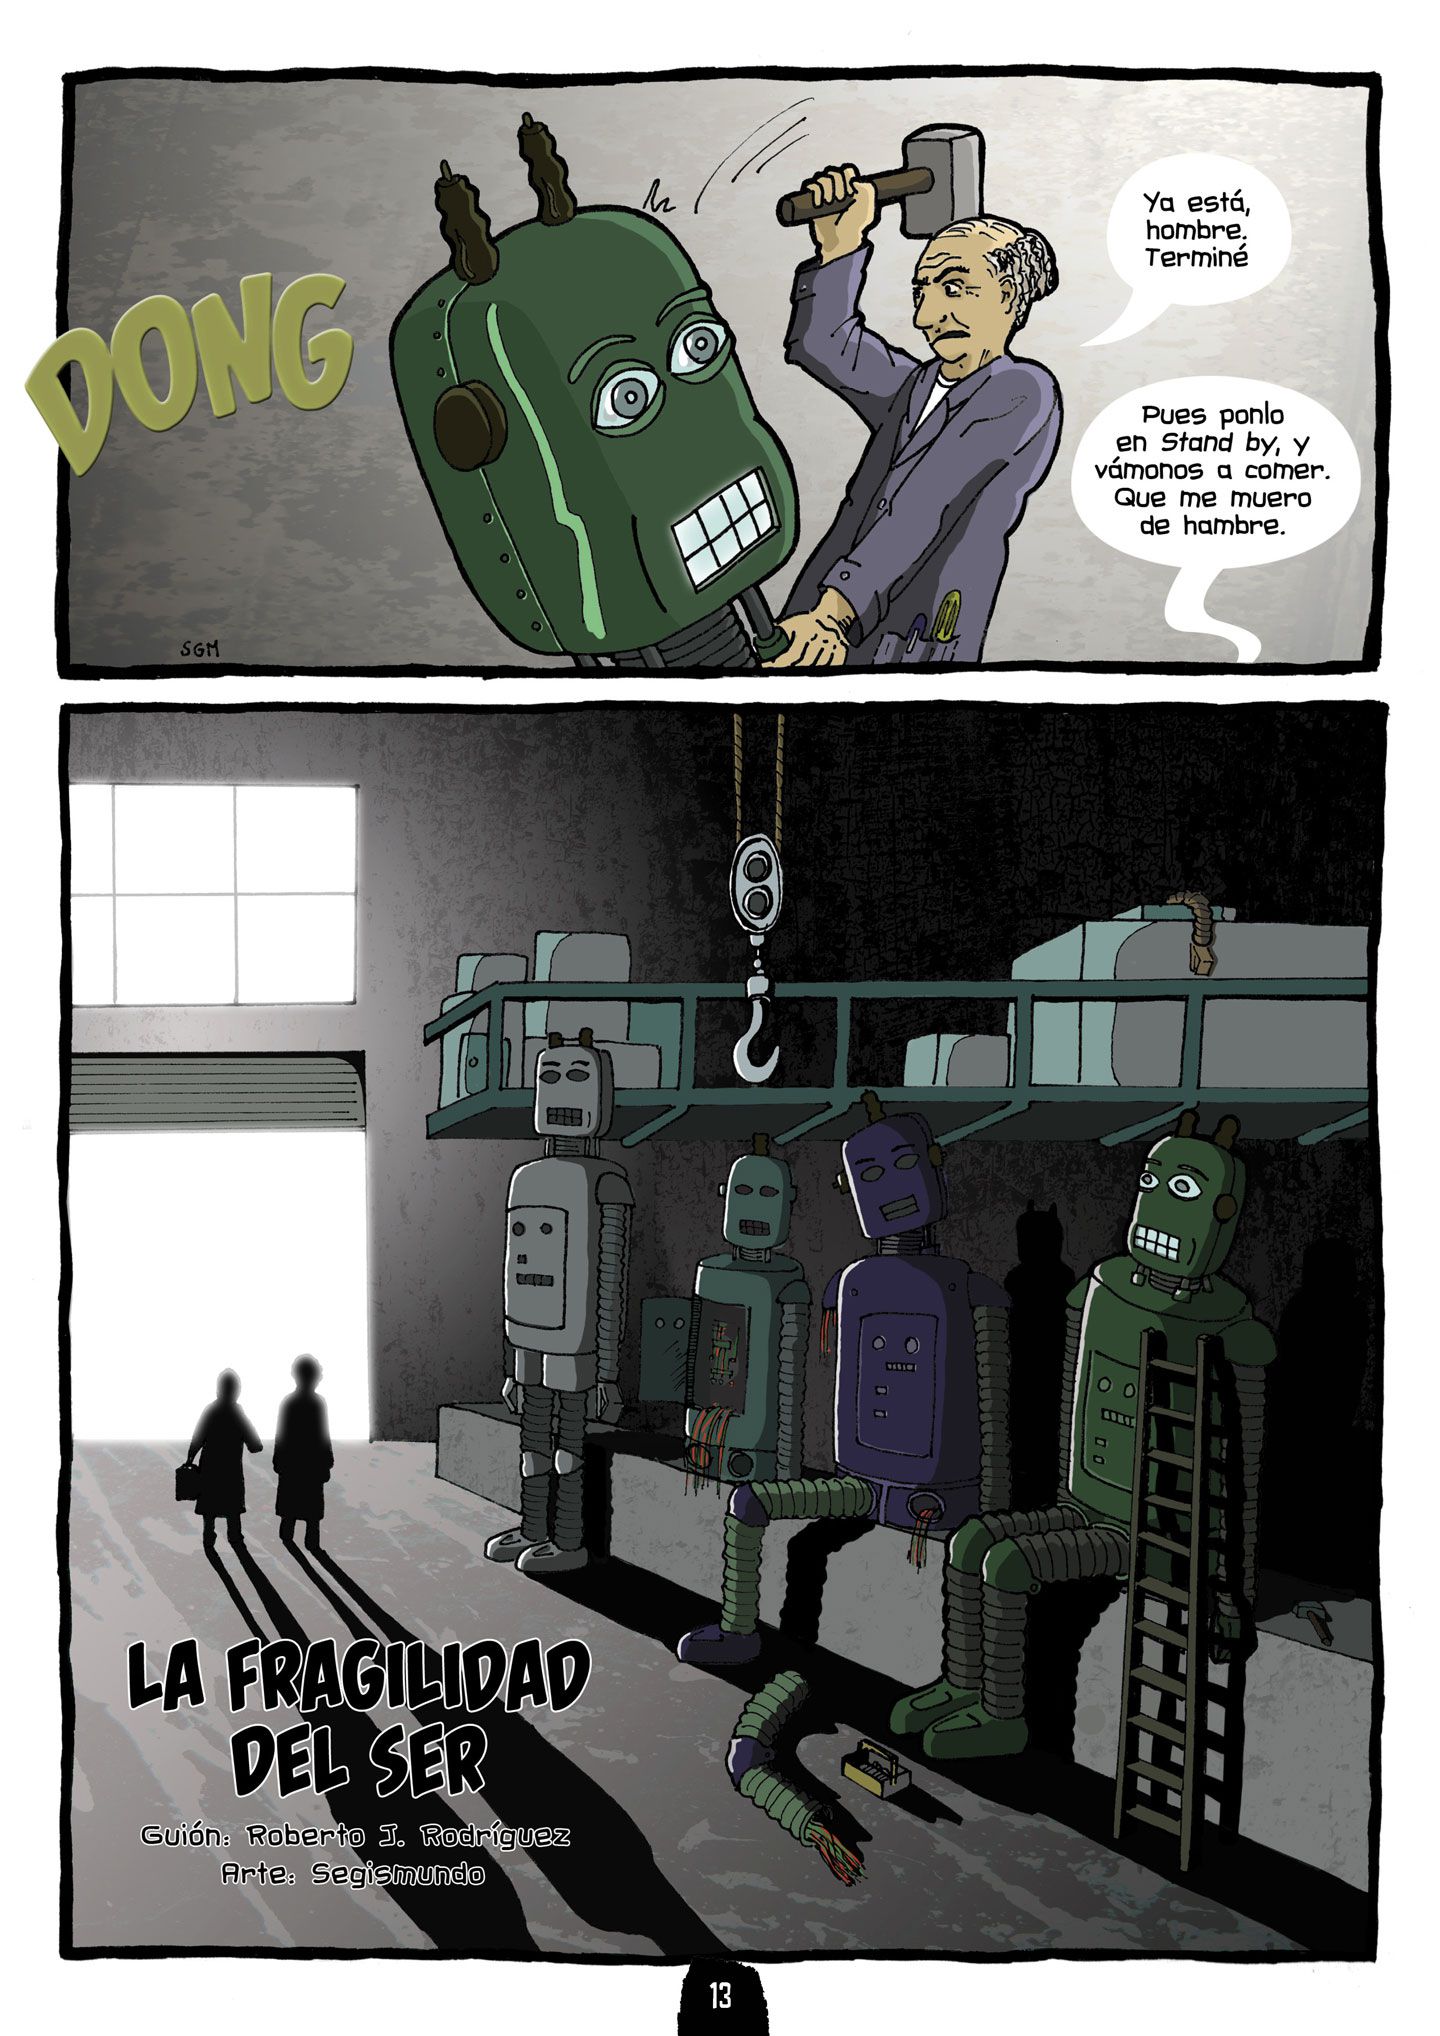 DONG
Ya está,
hombre.
Terminé
Pues ponlo
en Stand by, y
vámonos a comer.
Que me muero
de hambre.
SGM
LA FRAGILIDAD
DEL SER
Guión: Roberto J. Rodríguez
Arte: Segismundo
13